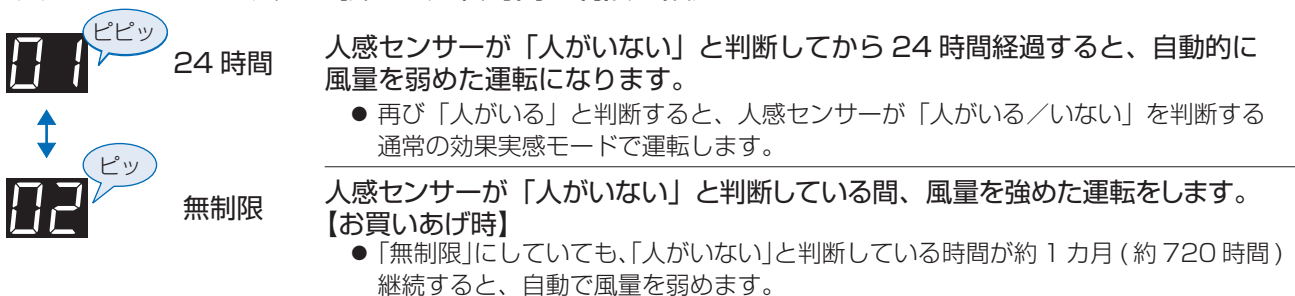 ピピッ
01
24 時間
人感センサーが「人がいない」と判断してから 24 時間経過すると、自動的に
風量を弱めた運転になります。
● 再び「人がいる」と判断すると、人感センサーが「人がいる／いない」を判断する
通常の効果実感モードで運転します。
ピッ
02
無制限
人感センサーが「人がいない」と判断している間、風量を強めた運転をします。
【お買いあげ時】
●「無制限」にしていても、「人がいない」と判断している時間が約 1 カ月 ( 約 720 時間 )
継続すると、自動で風量を弱めます。